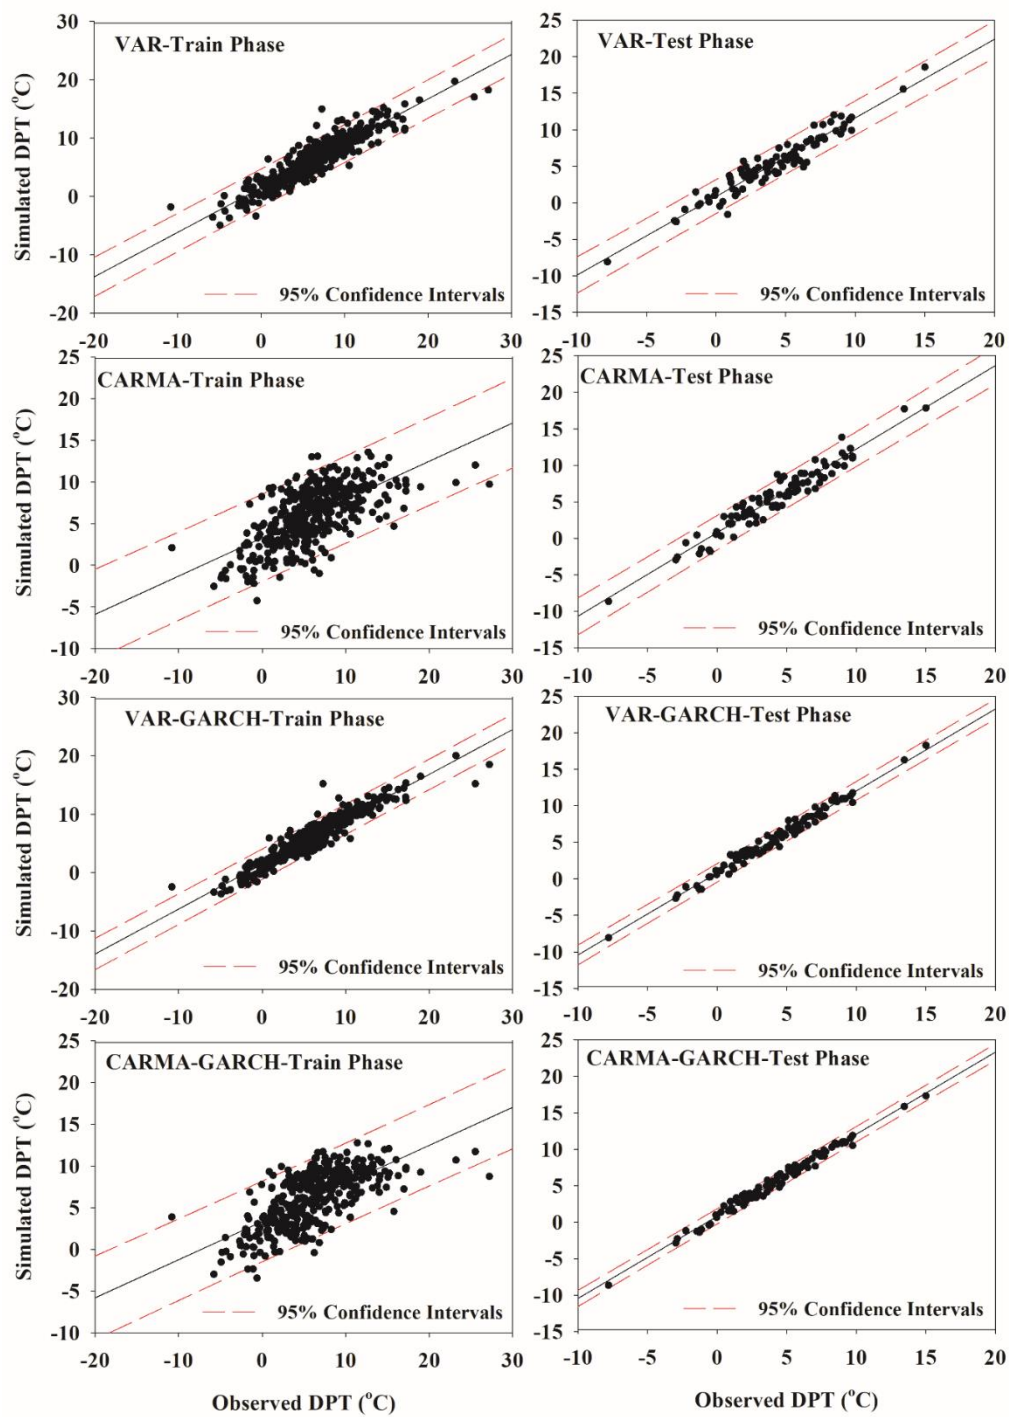 VAR-Train Phase
Simulated DPT (°C)
30
20
10
0
-10
-20
95% Confidence Intervals
-20 -10 0 10 20 30
VAR-Test Phase
25
20
15
10
5
0
-5
-10
-15
95% Confidence Intervals
-10 -5 0 5 10 15 20
CARMA-Train Phase
Simulated DPT (°C)
25
20
15
10
5
0
-5
-10
95% Confidence Intervals
-20 -10 0 10 20 30
CARMA-Test Phase
25
20
15
10
5
0
-5
-10
-15
95% Confidence Intervals
-10 -5 0 5 10 15 20
VAR-GARCH-Train Phase
Simulated DPT (°C)
30
20
10
0
-10
-20
95% Confidence Intervals
-20 -10 0 10 20 30
VAR-GARCH-Test Phase
25
20
15
10
5
0
-5
-10
-15
95% Confidence Intervals
-10 -5 0 5 10 15 20
CARMA-GARCH-Train Phase
Simulated DPT (°C)
25
20
15
10
5
0
-5
-10
95% Confidence Intervals
-20 -10 0 10 20 30
Observed DPT (°C)
CARMA-GARCH-Test Phase
25
20
15
10
5
0
-5
-10
-15
95% Confidence Intervals
-10 -5 0 5 10 15 20
Observed DPT (°C)